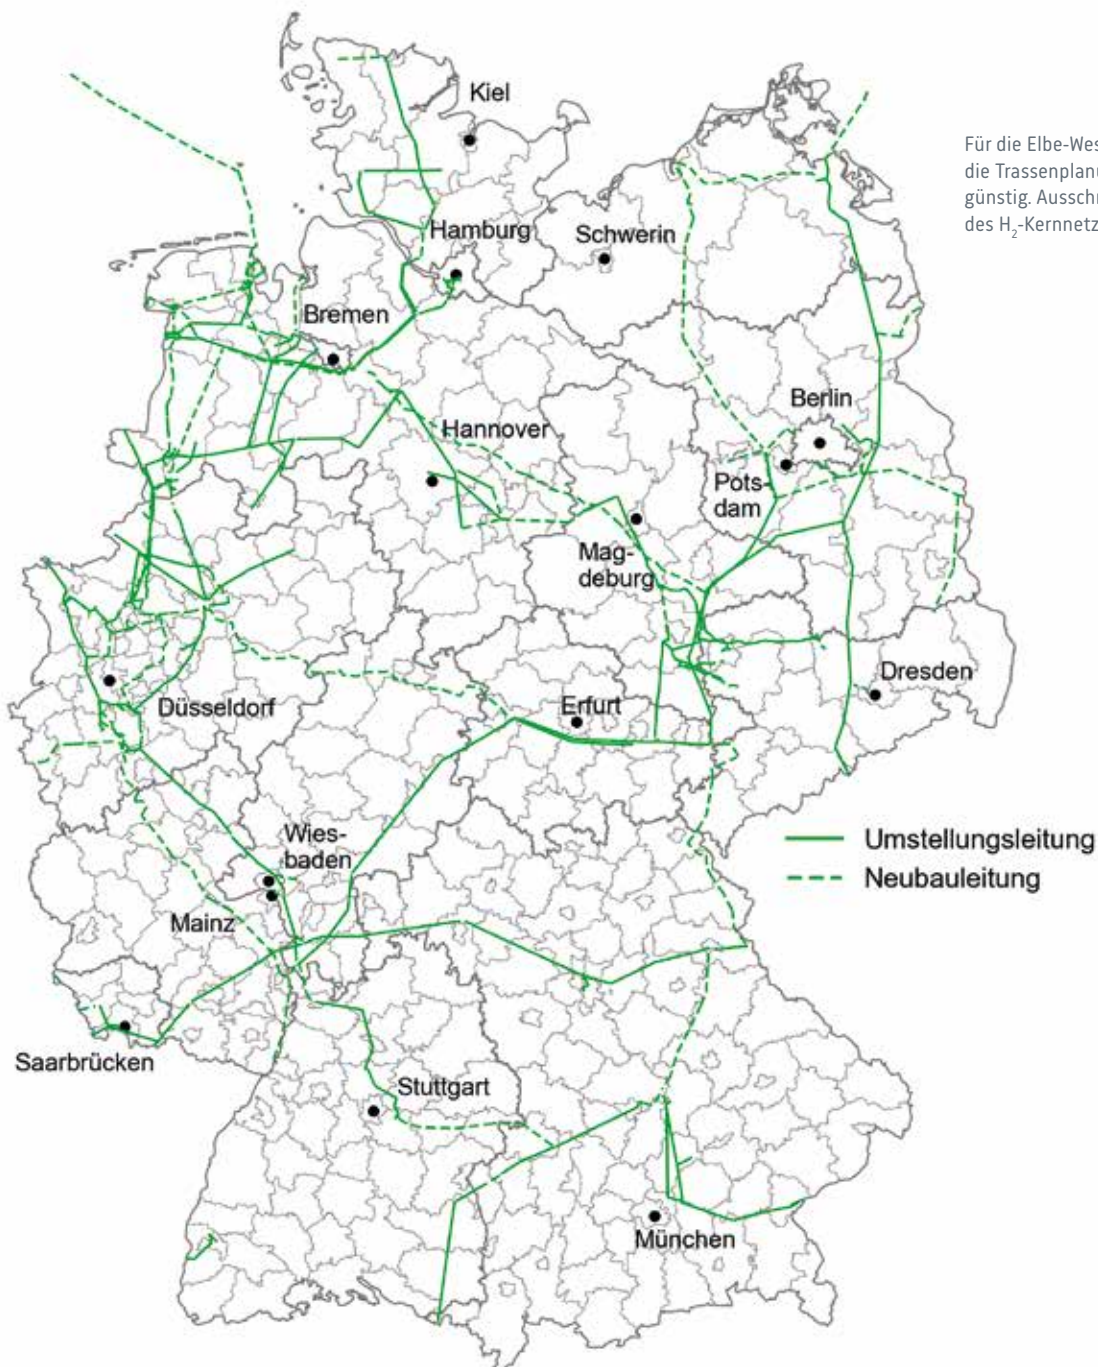 Kiel
Für die Elbe-Wes
die Trassenplanu
günstig. Ausschn
des H₂-Kernnetz
Hamburg
Schwerin
Bremen
Berlin
Hannover
Pots-
dam
Mag-
deburg
Dresden
Düsseldorf
Erfurt
Umstellungsleitung
Neubauleitung
Wies-
baden
Mainz
Saarbrücken
Stuttgart
München